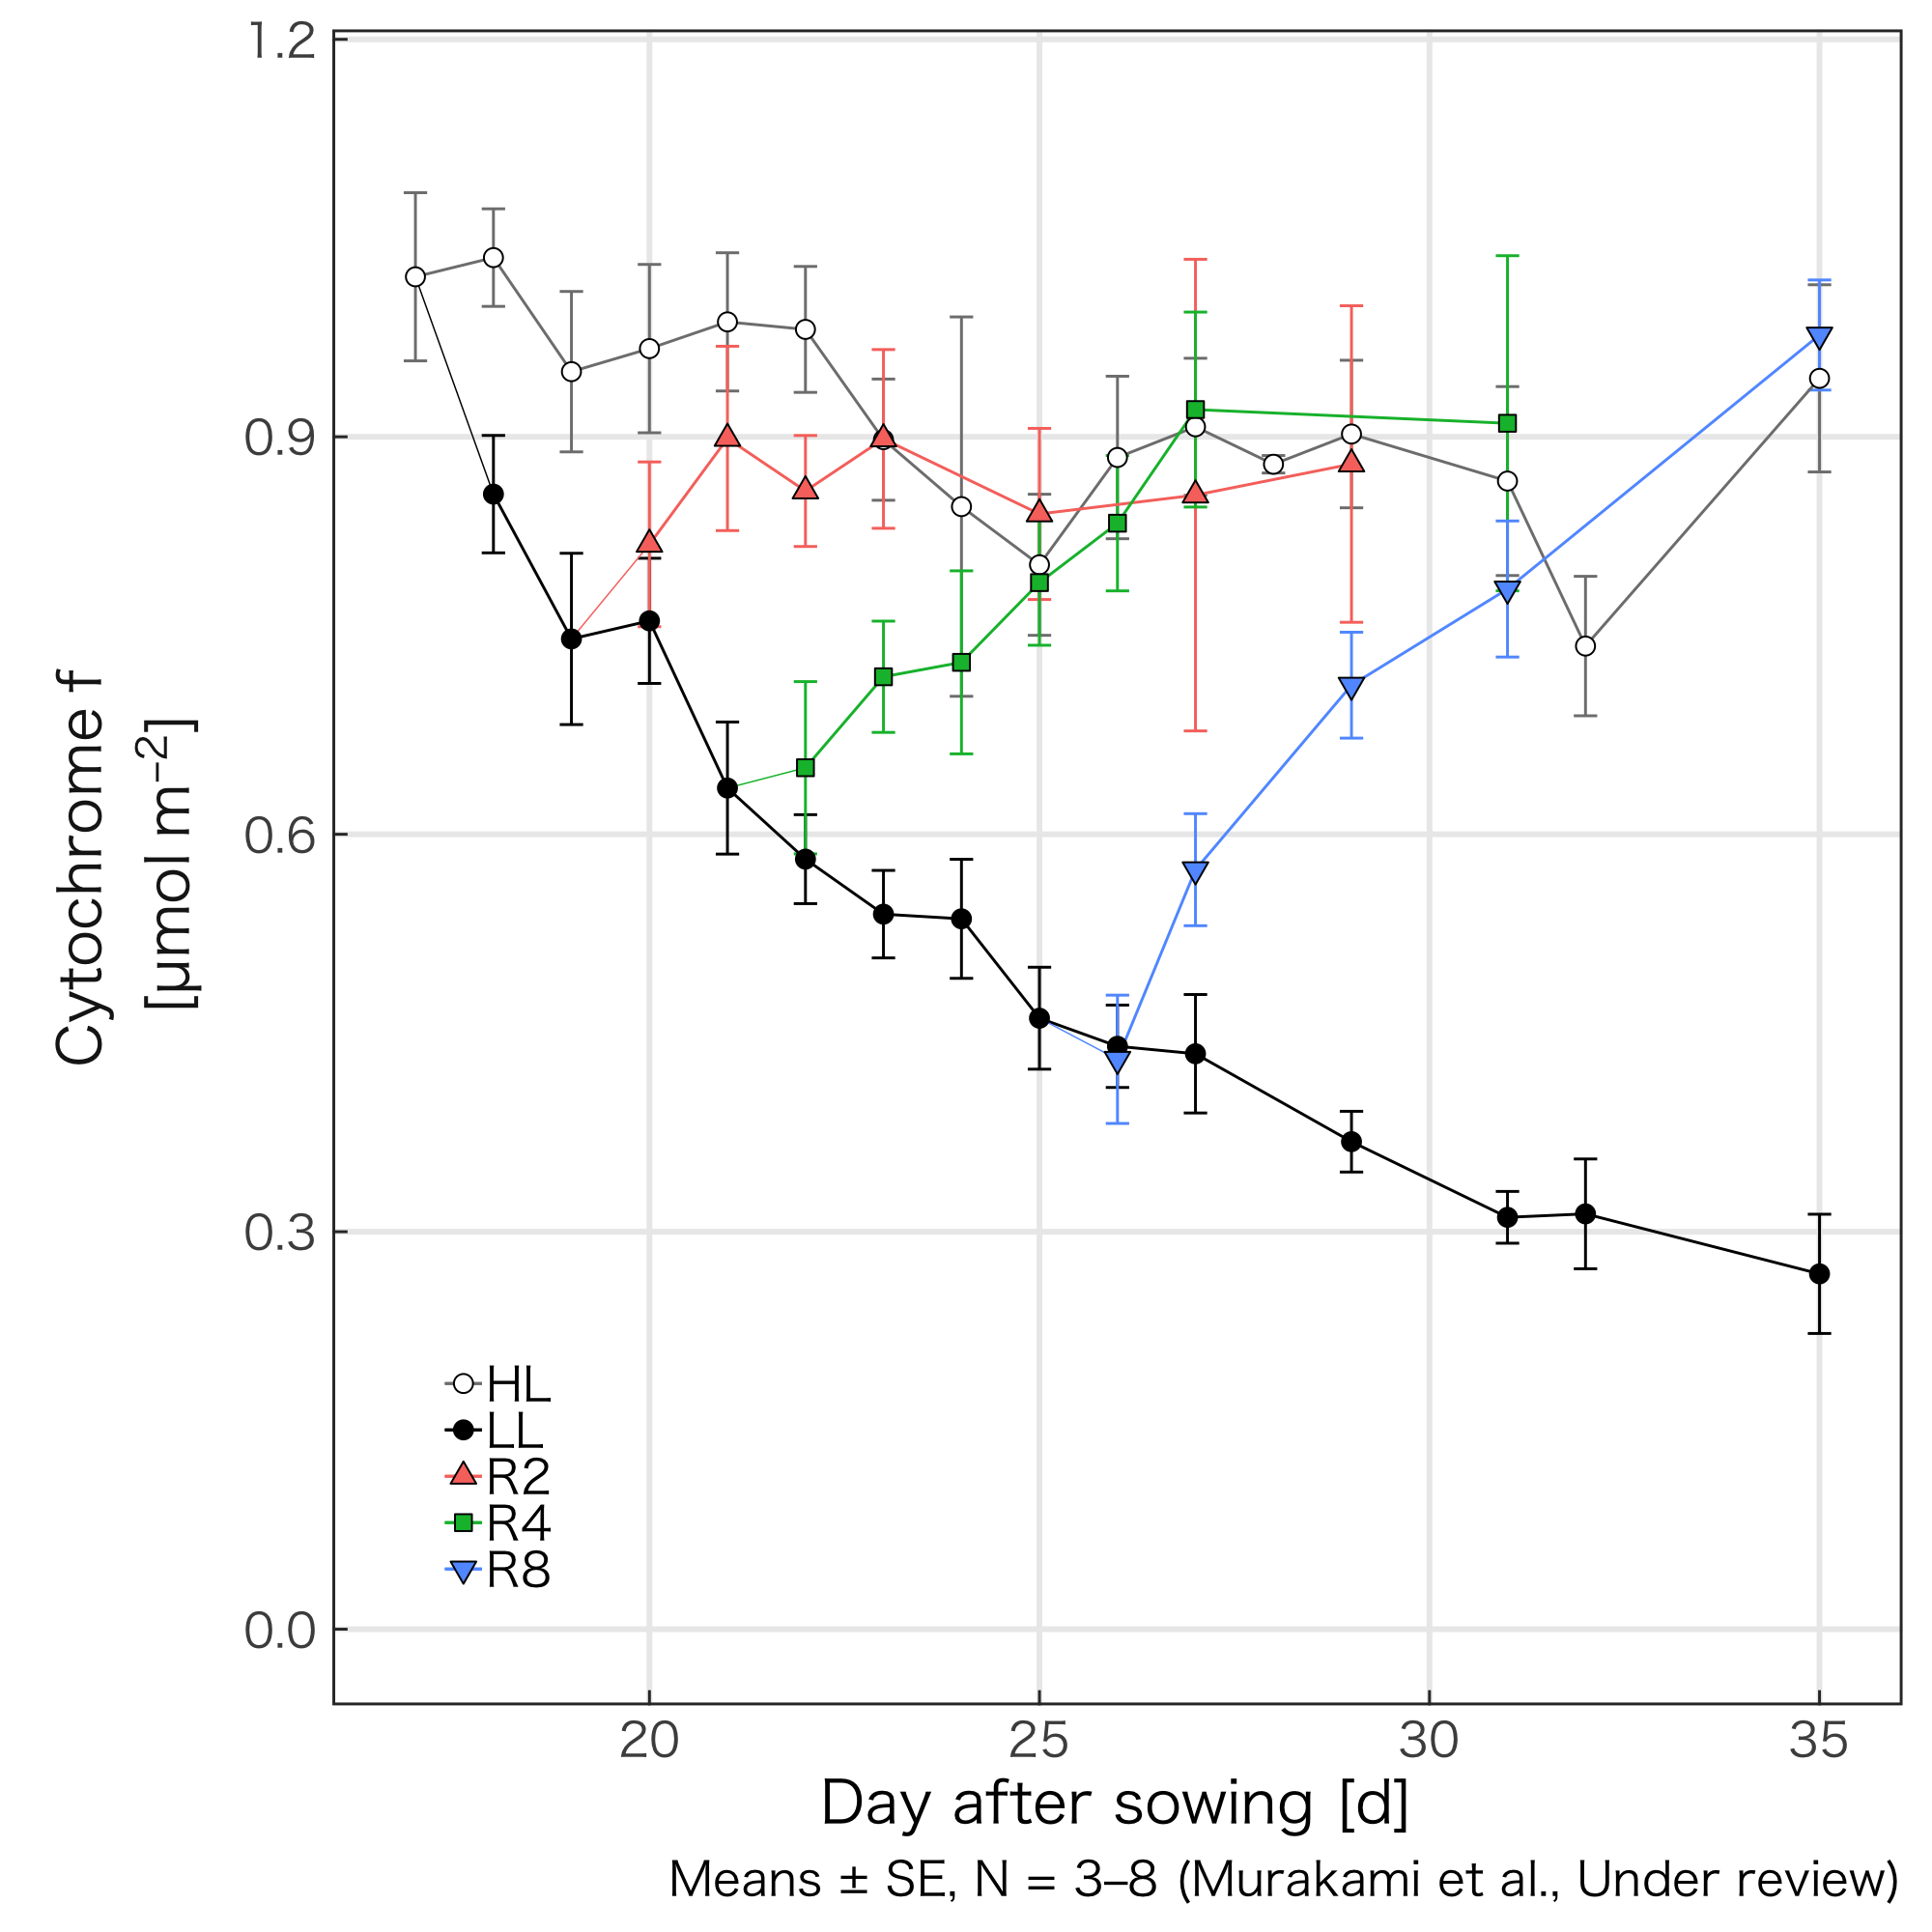 1.2
0.9
0.6
0.3
0.0
Cytochrome f
[μmol m⁻²]
HL
LL
R2
R4
R8
20 25 30 35
Day after sowing [d]
Means ± SE, N = 3–8 (Murakami et al., Under review)